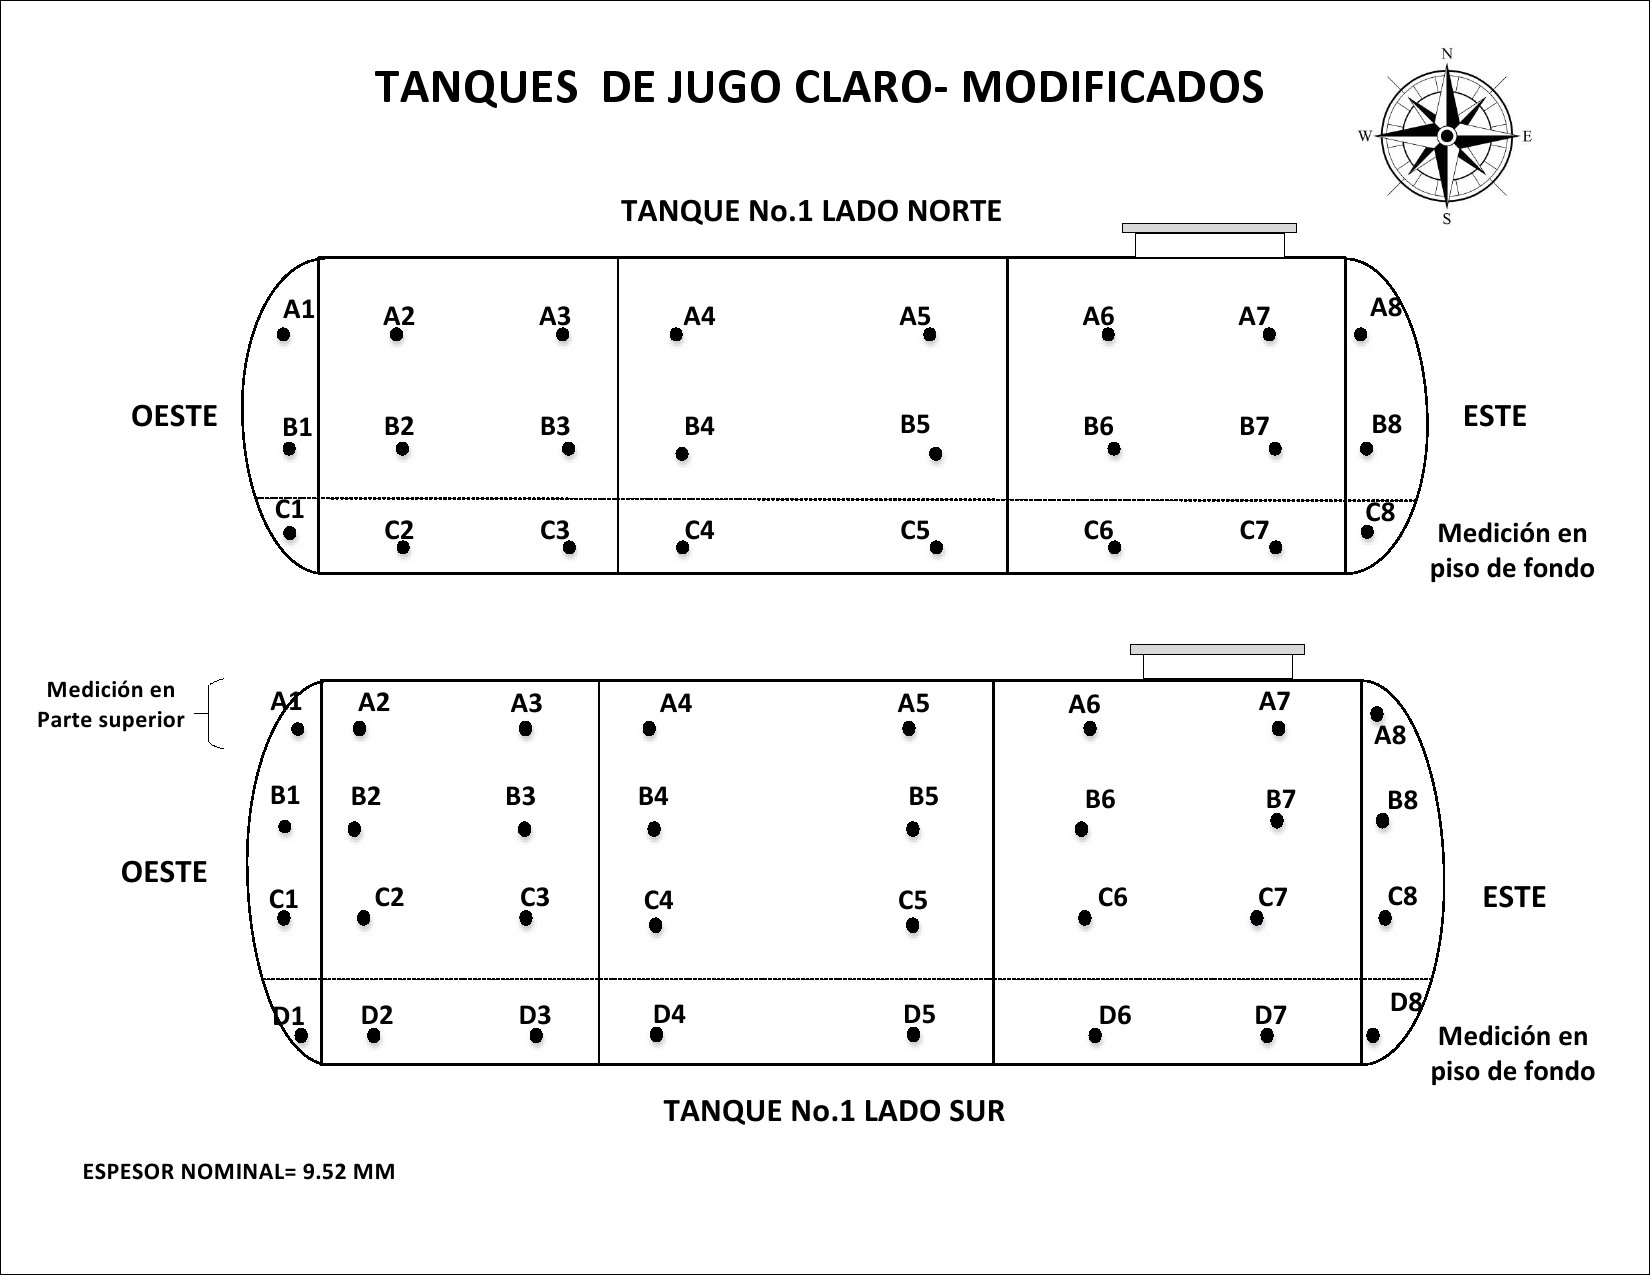 TANQUES  DE JUGO CLARO- MODIFICADOS
N
W E
S
TANQUE No.1 LADO NORTE
A1 A2 A3 A4 A5 A6 A7 A8
OESTE ESTE
B1 B2 B3 B4 B5 B6 B7 B8
C1 C2 C3 C4 C5 C6 C7 C8
Medición en
piso de fondo
Medición en
Parte superior
A1 A2 A3 A4 A5 A6 A7 A8
B1 B2 B3 B4 B5 B6 B7 B8
OESTE ESTE
C1 C2 C3 C4 C5 C6 C7 C8
D1 D2 D3 D4 D5 D6 D7 D8
Medición en
piso de fondo
TANQUE No.1 LADO SUR
ESPESOR NOMINAL= 9.52 MM